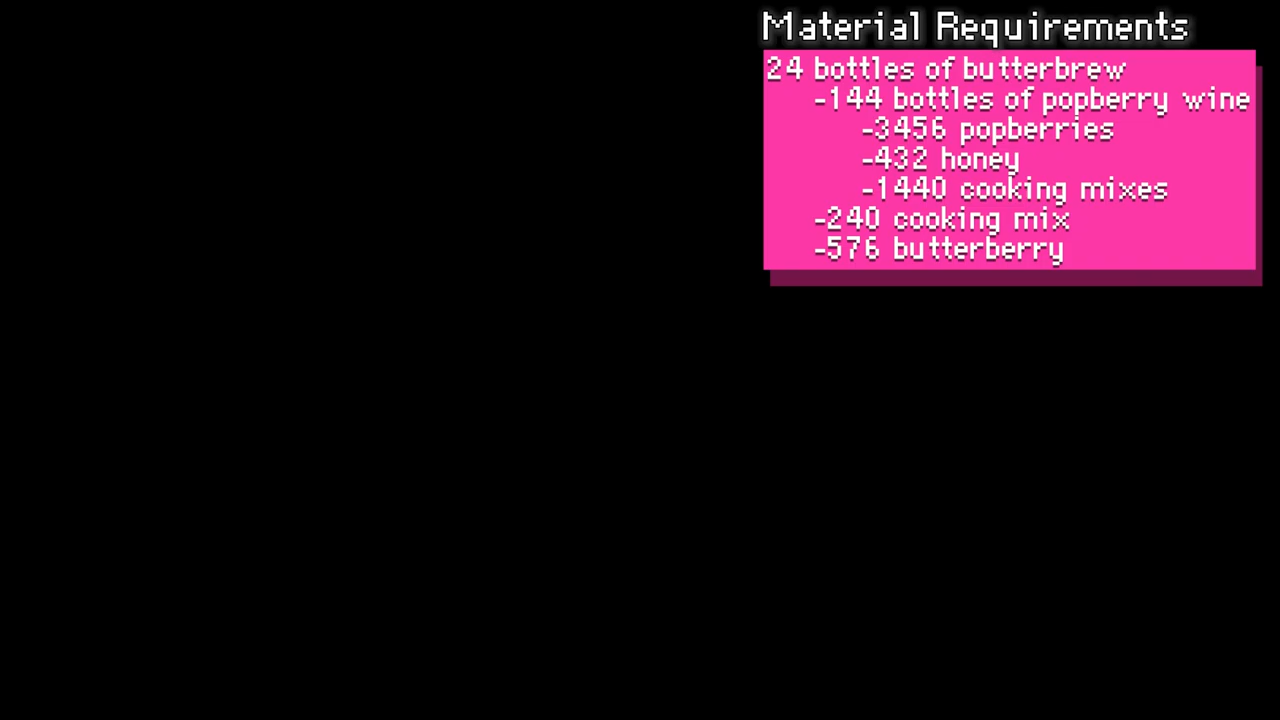 Material Requirements
24 bottles of butterbrew
-144 bottles of popberry wine
-3456 popberries
-432 honey
-1440 cooking mixes
-240 cooking mix
-576 butterberry